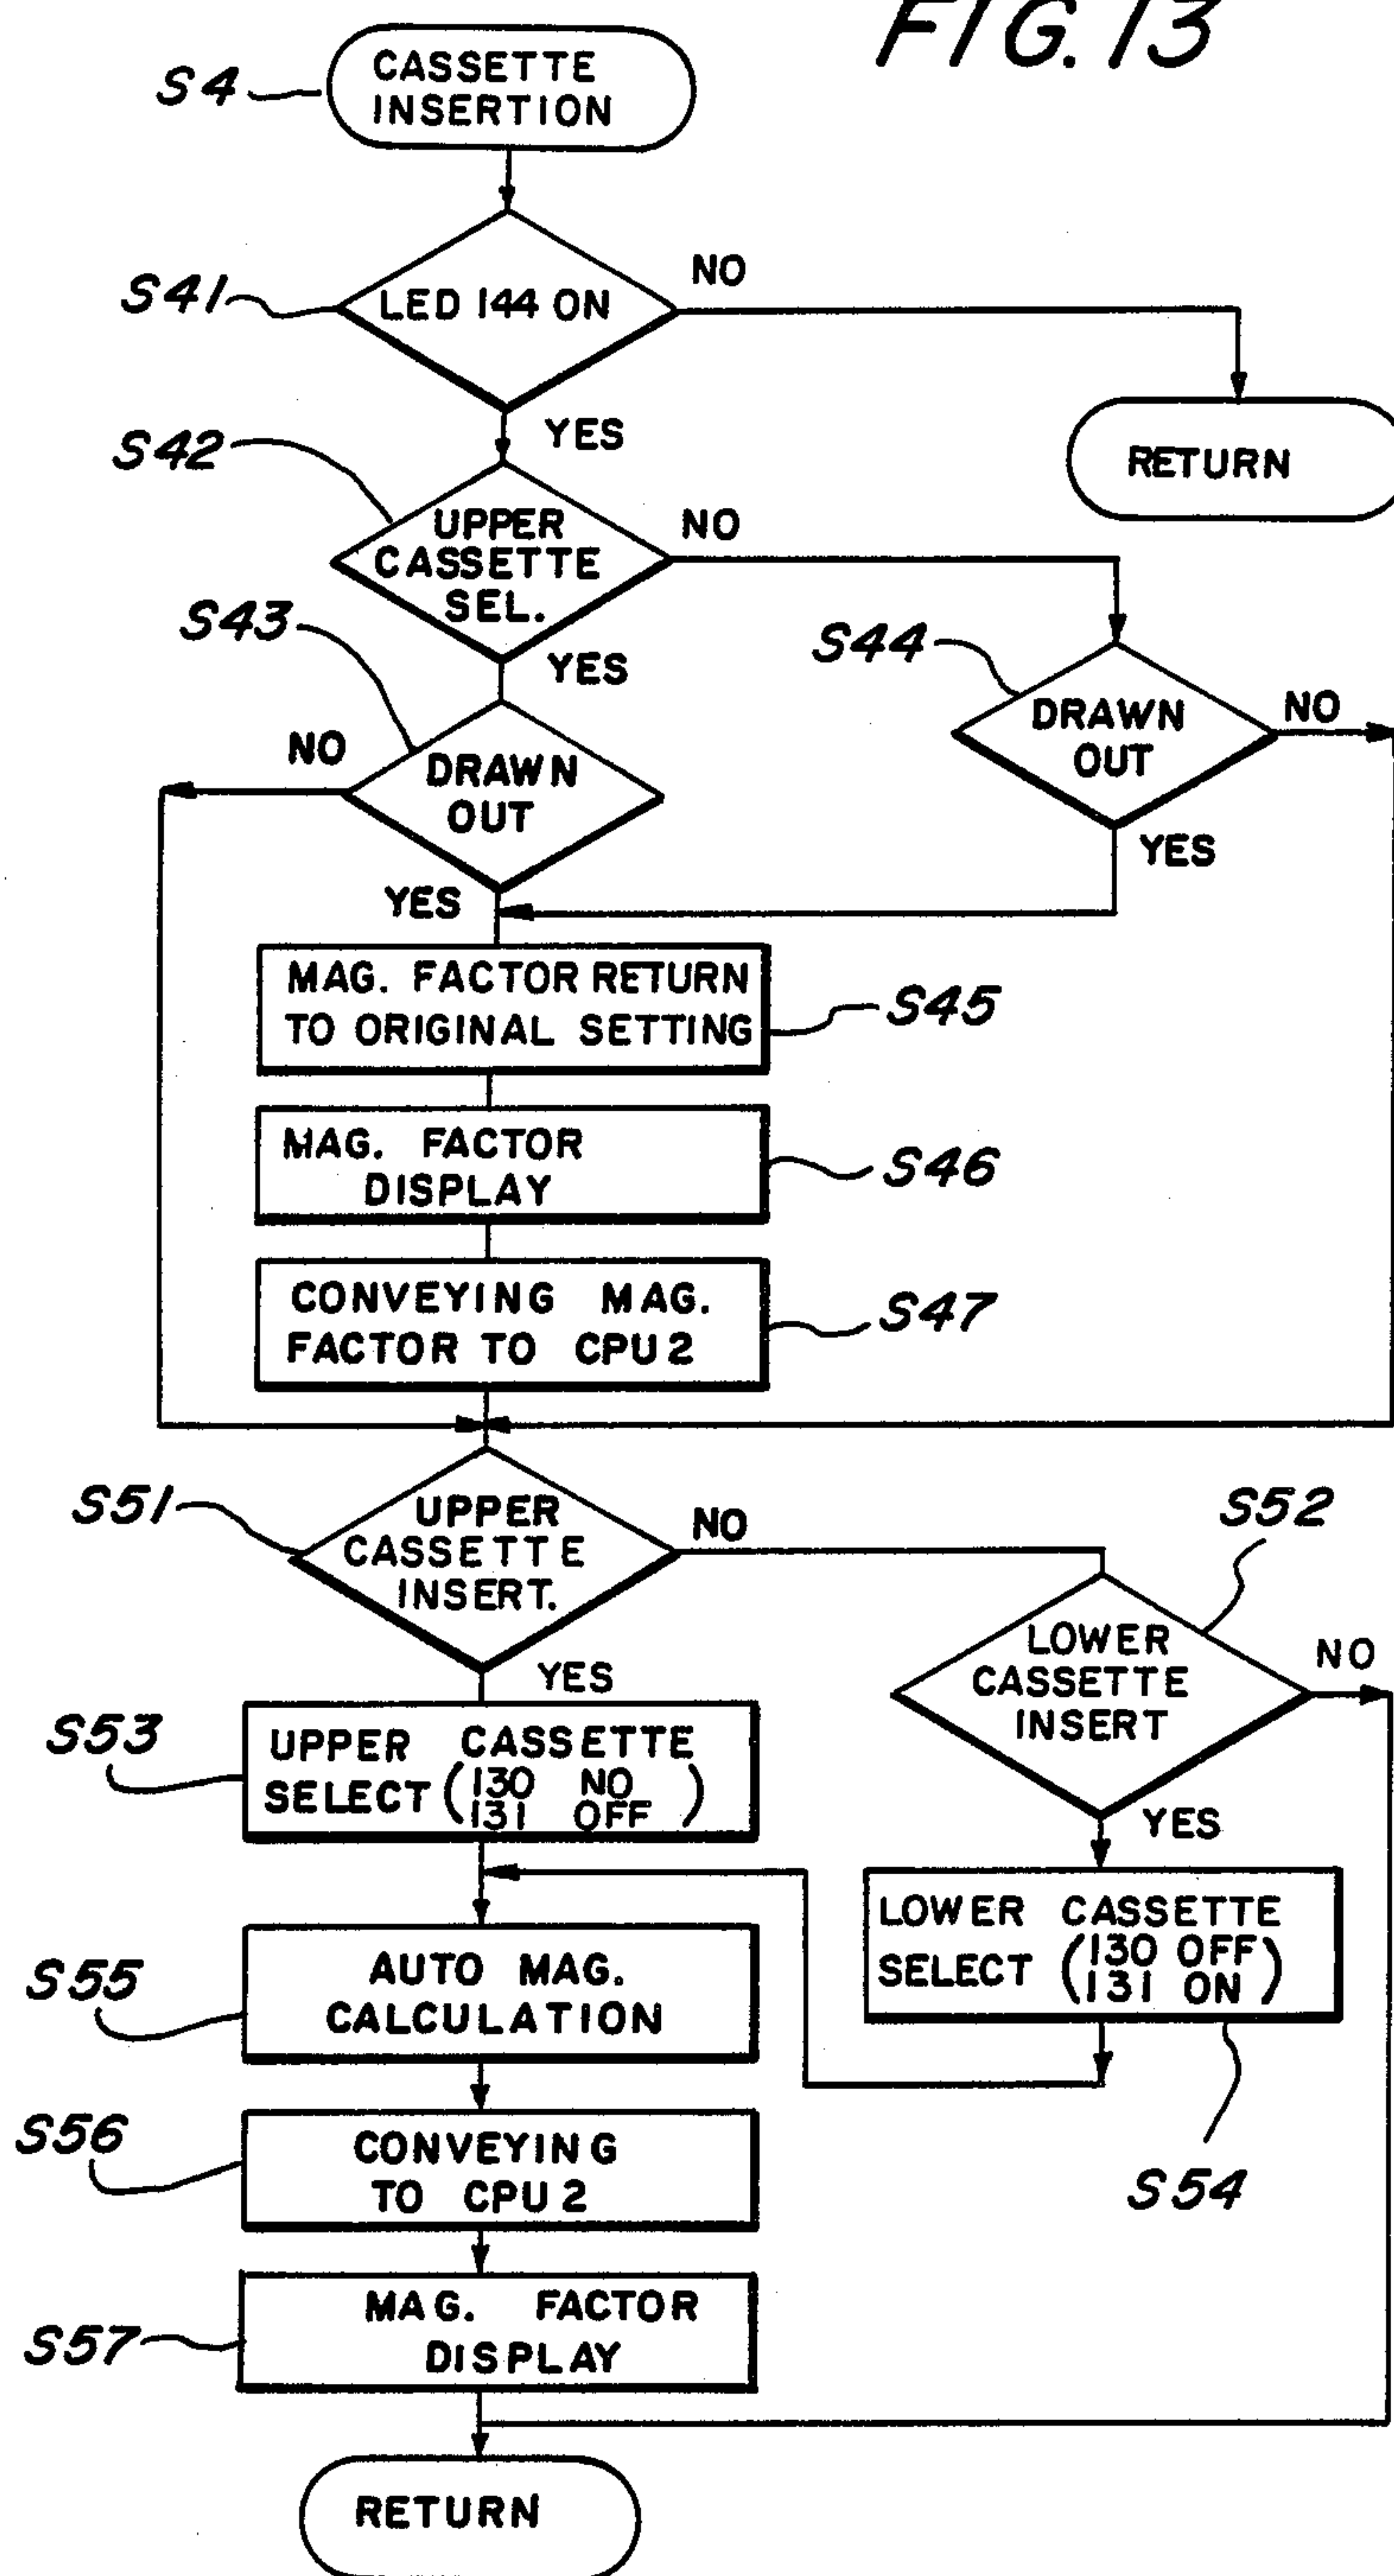 FIG. 13
S4
CASSETTE
INSERTION
S41
LED 144 ON
NO
YES
RETURN
S42
UPPER
CASSETTE
SEL.
NO
YES
S43
NO
DRAWN
OUT
YES
S44
DRAWN
OUT
NO
YES
MAG. FACTOR RETURN
TO ORIGINAL SETTING
S45
MAG. FACTOR
DISPLAY
S46
CONVEYING MAG.
FACTOR TO CPU 2
S47
S51
UPPER
CASSETTE
INSERT.
NO
YES
S52
LOWER
CASSETTE
INSERT
NO
YES
S53
UPPER CASSETTE
SELECT (130 NO
131 OFF)
LOWER CASSETTE
SELECT (130 OFF
131 ON)
S54
S55
AUTO MAG.
CALCULATION
S56
CONVEYING
TO CPU 2
S57
MAG. FACTOR
DISPLAY
RETURN